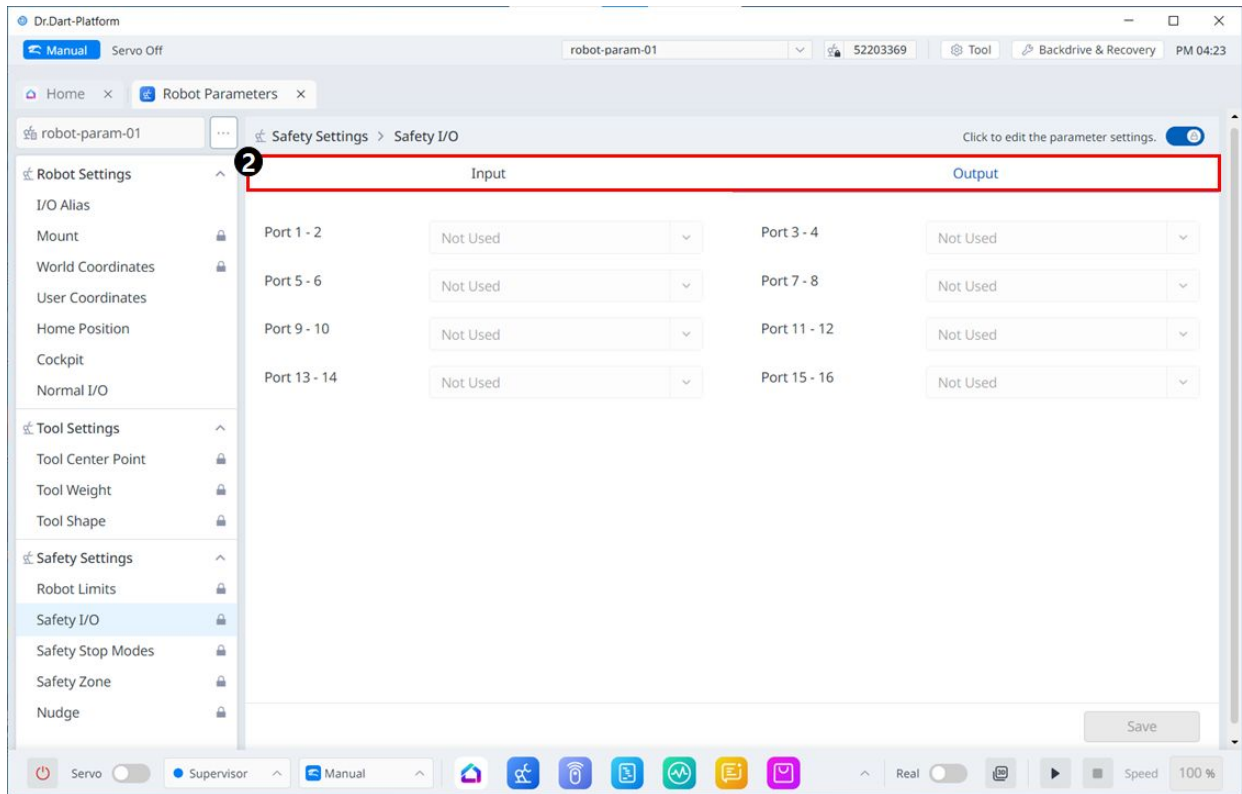 Dr.Dart-Platform
Manual Servo Off robot-param-01 52203369 Tool Backdrive & Recovery PM 04:23
Home Robot Parameters
robot-param-01 ... Safety Settings > Safety I/O Click to edit the parameter settings.
2
Input Output
Robot Settings
I/O Alias
Mount
World Coordinates
User Coordinates
Home Position
Cockpit
Normal I/O
Tool Settings
Tool Center Point
Tool Weight
Tool Shape
Safety Settings
Robot Limits
Safety I/O
Safety Stop Modes
Safety Zone
Nudge
Port 1 - 2 Not Used Port 3 - 4 Not Used
Port 5 - 6 Not Used Port 7 - 8 Not Used
Port 9 - 10 Not Used Port 11 - 12 Not Used
Port 13 - 14 Not Used Port 15 - 16 Not Used
Save
Servo Supervisor Manual Real 3D Speed 100 %